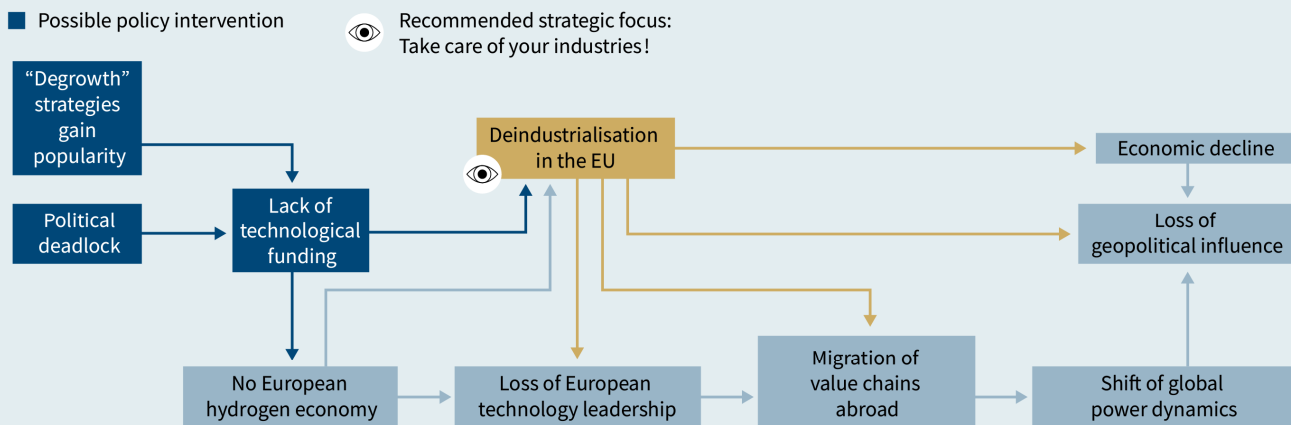 Possible policy intervention
Recommended strategic focus:
Take care of your industries!
“Degrowth”
strategies
gain
popularity
Political
deadlock
Lack of
technological
funding
Deindustrialisation
in the EU
Economic decline
Loss of
geopolitical influence
No European
hydrogen economy
Loss of European
technology leadership
Migration of
value chains
abroad
Shift of global
power dynamics